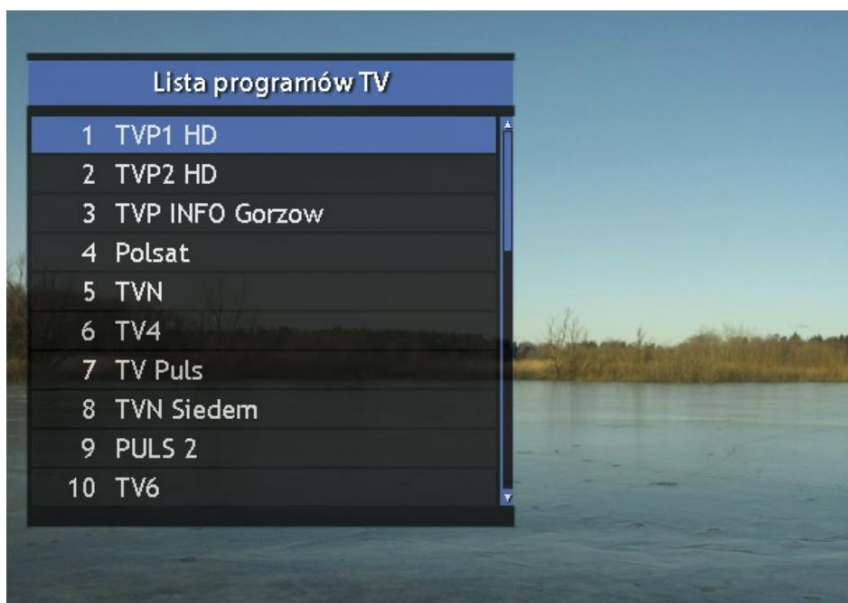 Lista programów TV
1 TVP1 HD
2 TVP2 HD
3 TVP INFO Gorzow
4 Polsat
5 TVN
6 TV4
7 TV Puls
8 TVN Siedem
9 PULS 2
10 TV6